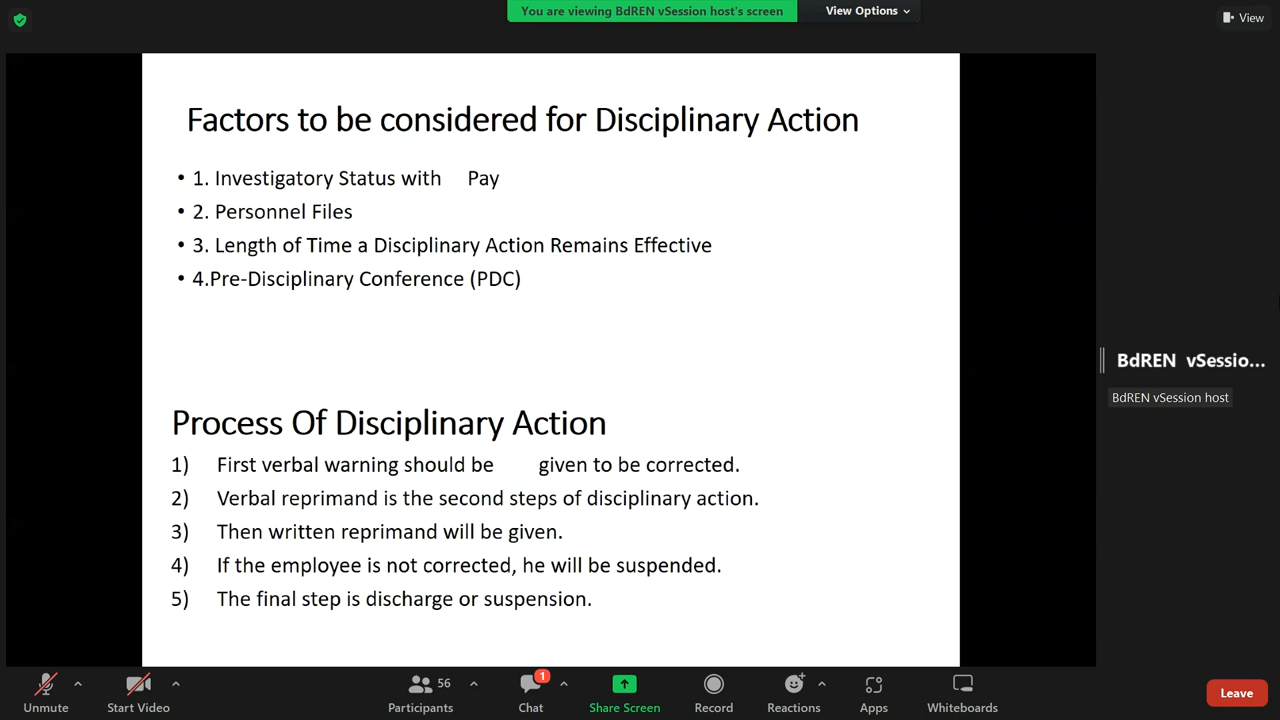 You are viewing BdREN vSession host's screen
View Options
View
Factors to be considered for Disciplinary Action
• 1. Investigatory Status with Pay
• 2. Personnel Files
• 3. Length of Time a Disciplinary Action Remains Effective
• 4.Pre-Disciplinary Conference (PDC)
BdREN vSessio...
BdREN vSession host
Process Of Disciplinary Action
1) First verbal warning should be given to be corrected.
2) Verbal reprimand is the second steps of disciplinary action.
3) Then written reprimand will be given.
4) If the employee is not corrected, he will be suspended.
5) The final step is discharge or suspension.
Unmute
Start Video
56
Participants
1
Chat
Share Screen
Record
Reactions
Apps
Whiteboards
Leave